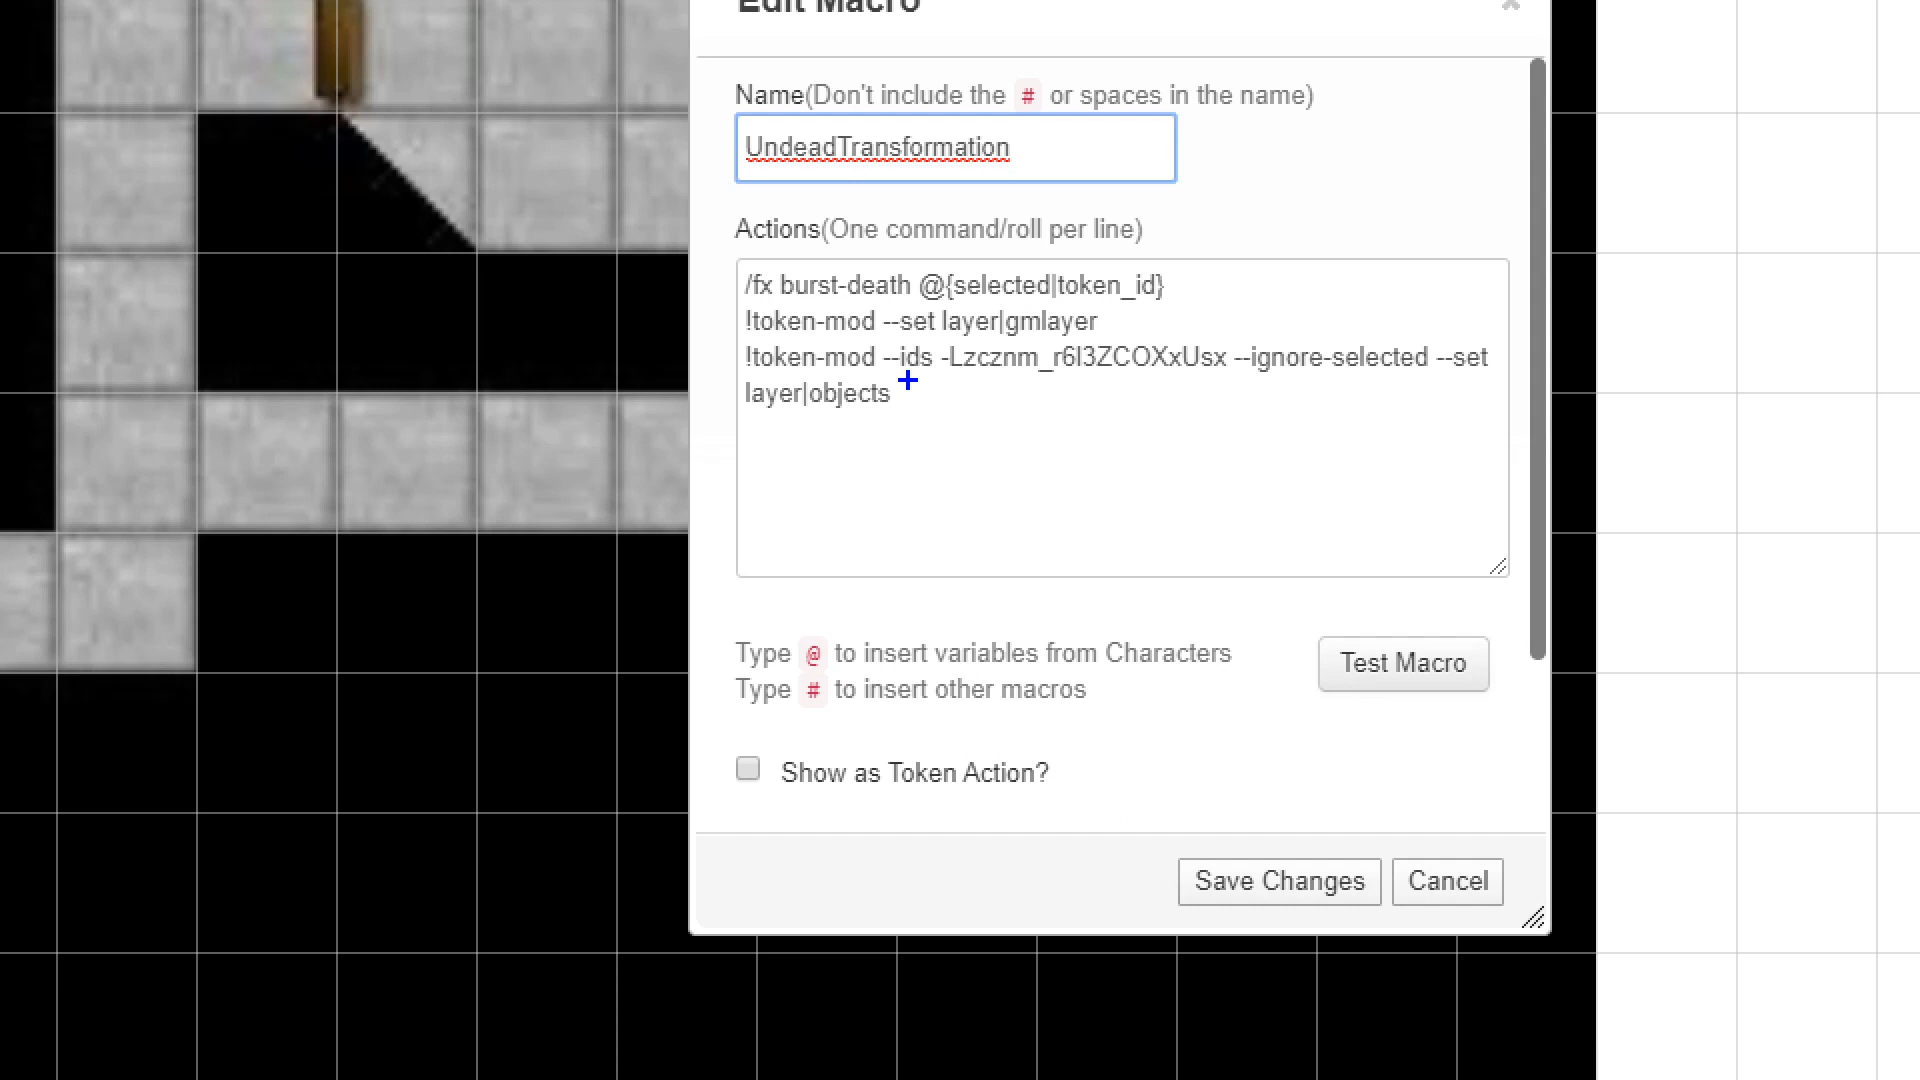 Edit Macro
×
Name(Don't include the # or spaces in the name)
UndeadTransformation
Actions(One command/roll per line)
/fx burst-death @{selected|token_id}
!token-mod --set layer|gmlayer
!token-mod --ids -Lzcznm_r6I3ZCOXxUsx --ignore-selected --set
layer|objects
Type @ to insert variables from Characters
Type # to insert other macros
Test Macro
Show as Token Action?
Save Changes
Cancel